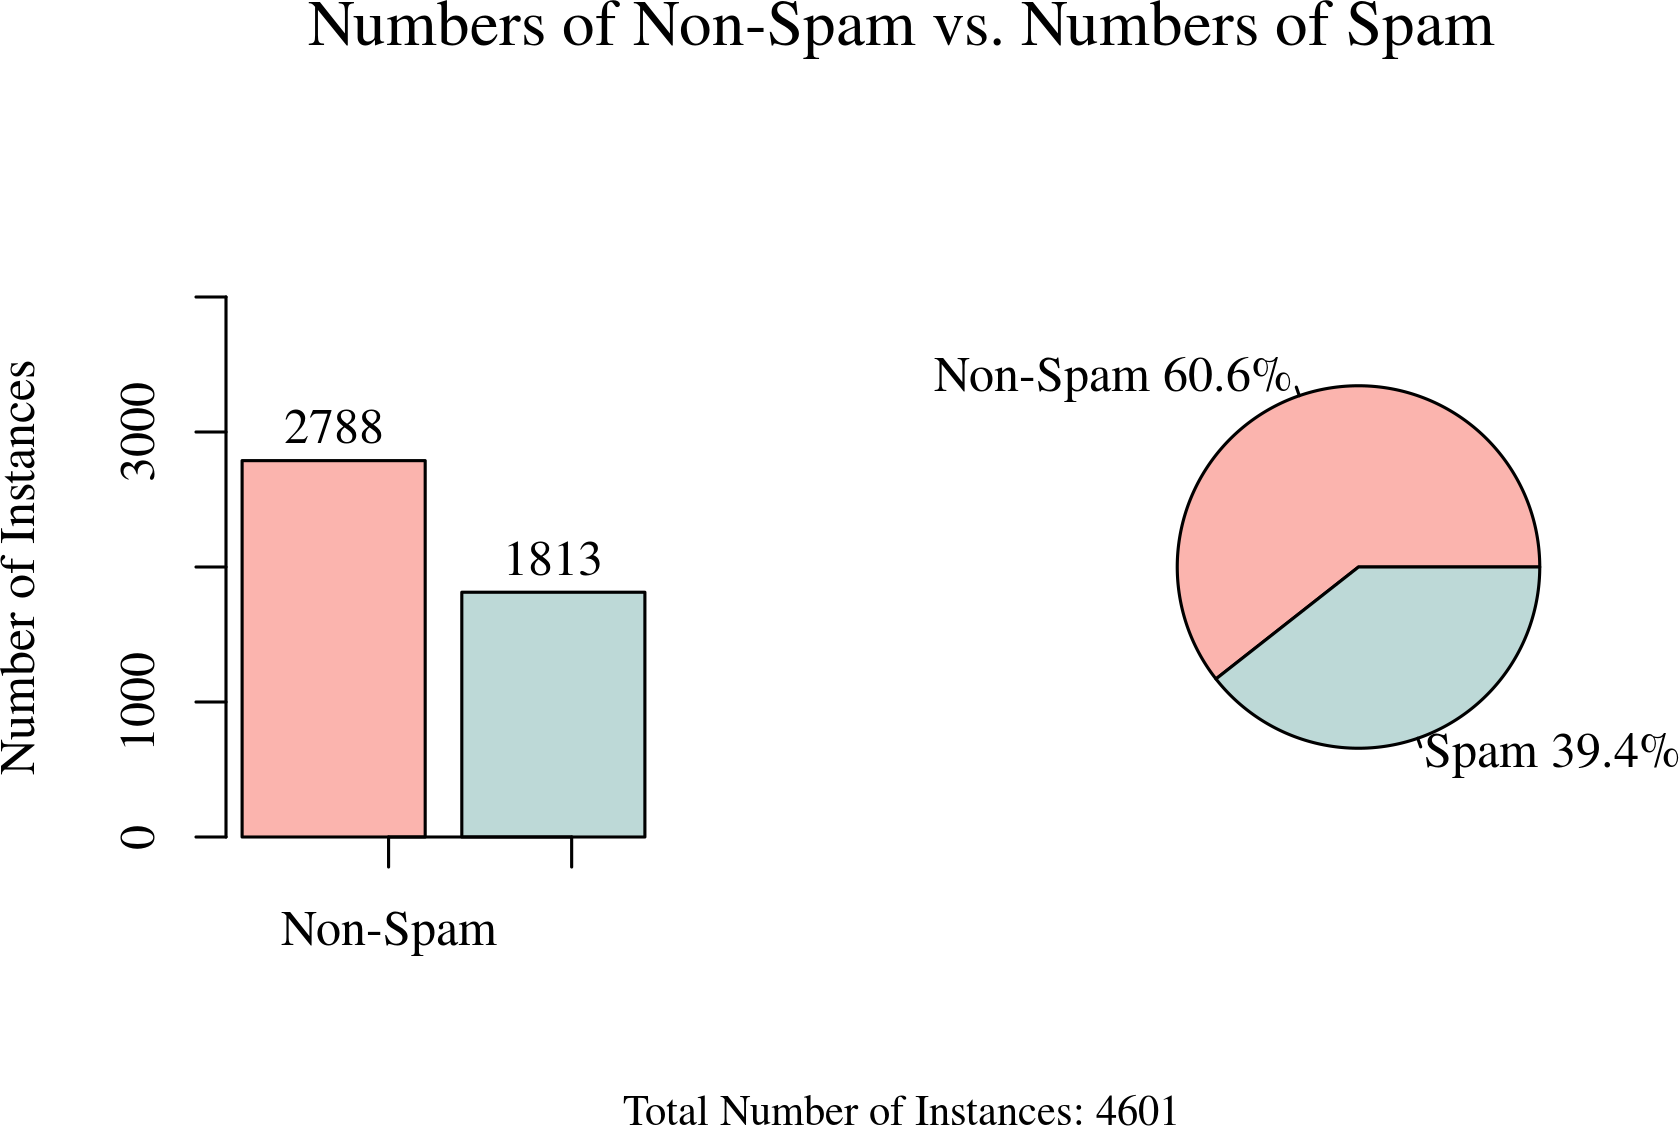 Numbers of Non-Spam vs. Numbers of Spam
Number of Instances
3000
1000
0
2788
1813
Non-Spam
Non-Spam 60.6%
Spam 39.4%
Total Number of Instances: 4601